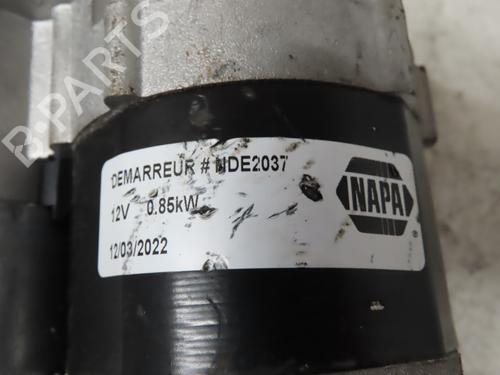 B-PARTS
DEMARREUR # NDE2037
12V 0.85kW
12/03/2022
NAPA
®